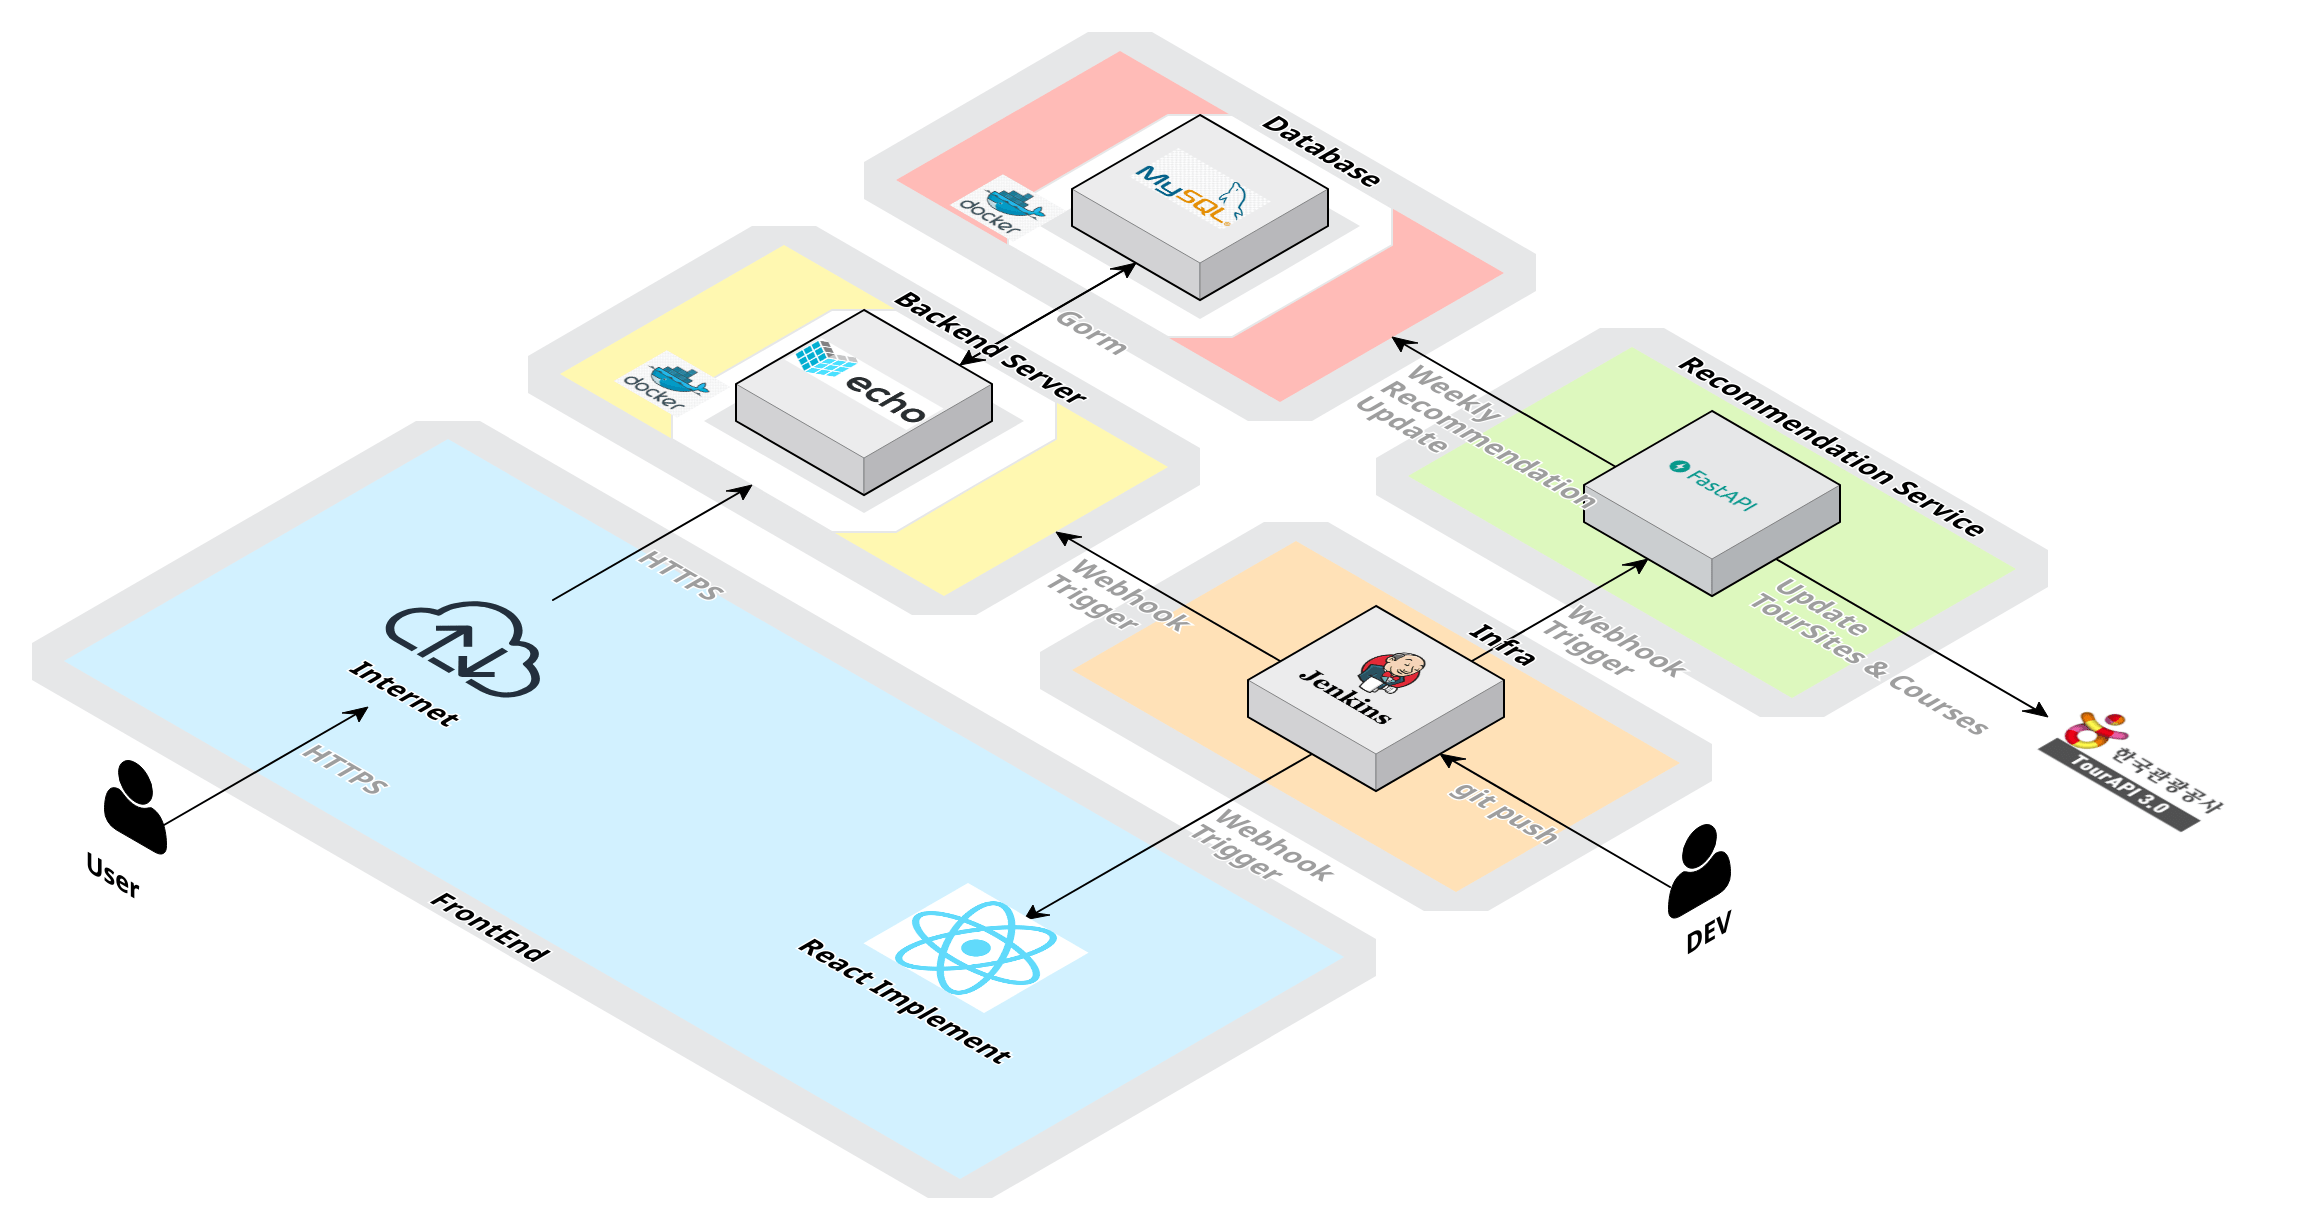 Database
MySQL
docker
Gorm
Backend Server
echo
docker
Weekly
Recommendation
Update
Recommendation Service
FastAPI
HTTPS
Webhook
Trigger
Infra
Webhook
Trigger
Update
TourSites & Courses
Jenkins
Internet
HTTPS
User
git push
DEV
한국관광공사
TourAPI 3.0
Webhook
Trigger
FrontEnd
React Implement